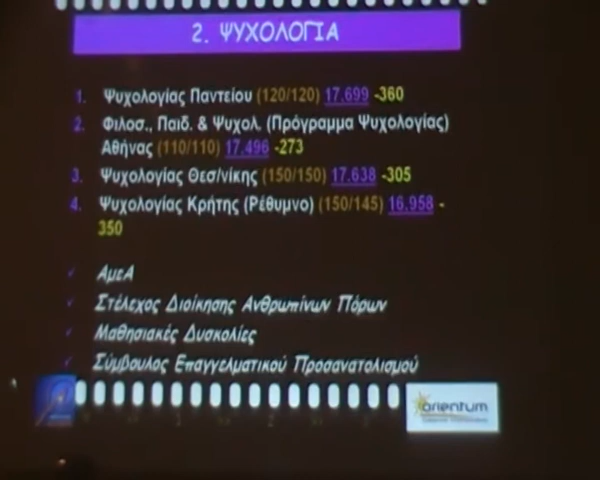 2. ΨΥΧΟΛΟΓΙΑ
1. Ψυχολογίας Παντείου (120/120) 17.699 -360
2. Φιλοσ., Παιδ. & Ψυχολ. (Πρόγραμμα Ψυχολογίας)
Αθήνας (110/110) 17.496 -273
3. Ψυχολογίας Θεσ/νίκης (150/150) 17.638 -305
4. Ψυχολογίας Κρήτης (Ρέθυμνο) (150/145) 16.958 -
350
✓ ΑμεΑ
✓ Στέλεχος Διοίκησης Ανθρωπίνων Πόρων
✓ Μαθησιακές Δυσκολίες
✓ Σύμβουλος Επαγγελματικού Προσανατολισμού
orientum